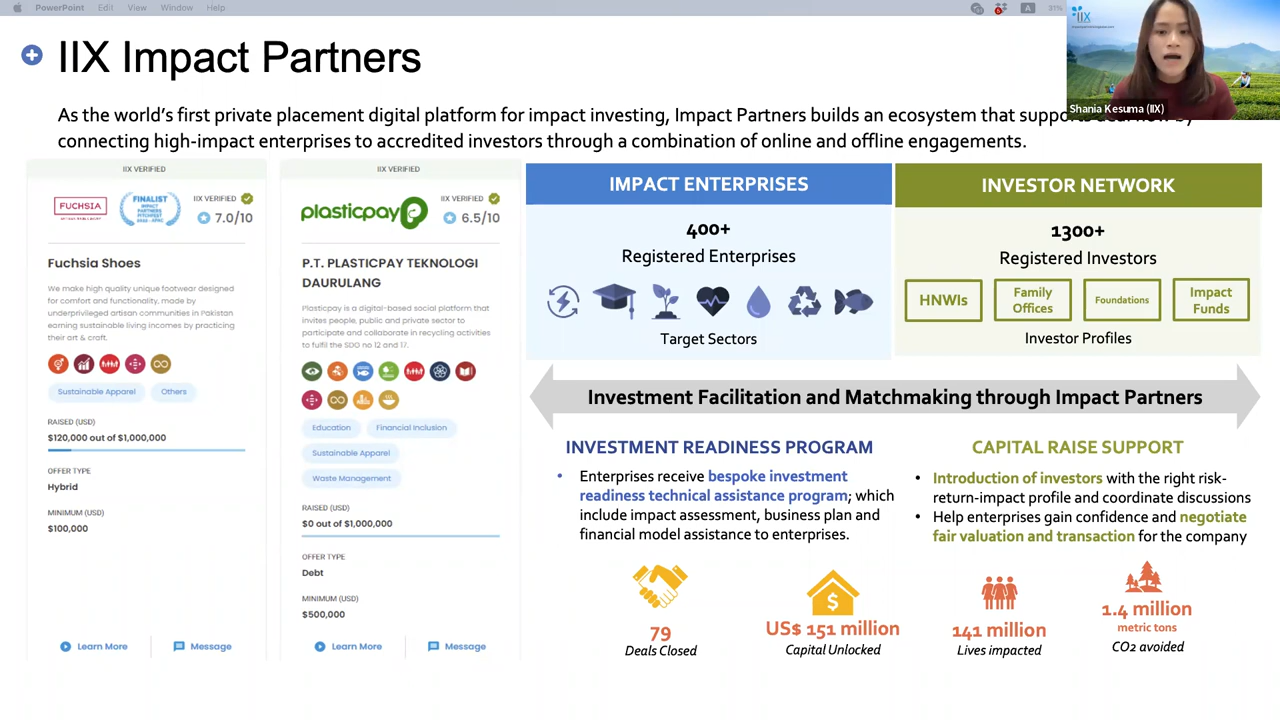 PowerPoint Edit View Window Help
A 31%
IIX
Shania Kesuma (IIX)
IIX Impact Partners
As the world's first private placement digital platform for impact investing, Impact Partners builds an ecosystem that supports by
connecting high-impact enterprises to accredited investors through a combination of online and offline engagements.
IIX VERIFIED
FUCHSIA
FINALIST
IMPACT
PARTNERS
PITCHFEST
IIX VERIFIED
7.0/10
Fuchsia Shoes
We make high quality unique footwear designed
for comfort and functionality, made by
underprivileged artisan communities in Pakistan
earning sustainable living incomes by practicing
their art & craft.
Sustainable Apparel
Others
RAISED (USD)
$120,000 out of $1,000,000
OFFER TYPE
Hybrid
MINIMUM (USD)
$100,000
Learn More
Message
IIX VERIFIED
plasticpay
IIX VERIFIED
6.5/10
P.T. PLASTICPAY TEKNOLOGI
DAURULANG
Plasticpay is a digital-based social platform that
invites people, public and private sector to
participate and collaborate in recycling activities
to fulfil the SDG no 12 and 17.
Education
Financial Inclusion
Sustainable Apparel
Waste Management
RAISED (USD)
$0 out of $1,000,000
OFFER TYPE
Debt
MINIMUM (USD)
$500,000
Learn More
Message
IMPACT ENTERPRISES
400+
Registered Enterprises
Target Sectors
INVESTOR NETWORK
1300+
Registered Investors
HNWIs
Family
Offices
Foundations
Impact
Funds
Investor Profiles
Investment Facilitation and Matchmaking through Impact Partners
INVESTMENT READINESS PROGRAM
• Enterprises receive bespoke investment
readiness technical assistance program; which
include impact assessment, business plan and
financial model assistance to enterprises.
CAPITAL RAISE SUPPORT
• Introduction of investors with the right risk-
return-impact profile and coordinate discussions
• Help enterprises gain confidence and negotiate
fair valuation and transaction for the company
79
Deals Closed
$
US$ 151 million
Capital Unlocked
141 million
Lives impacted
1.4 million
metric tons
CO2 avoided